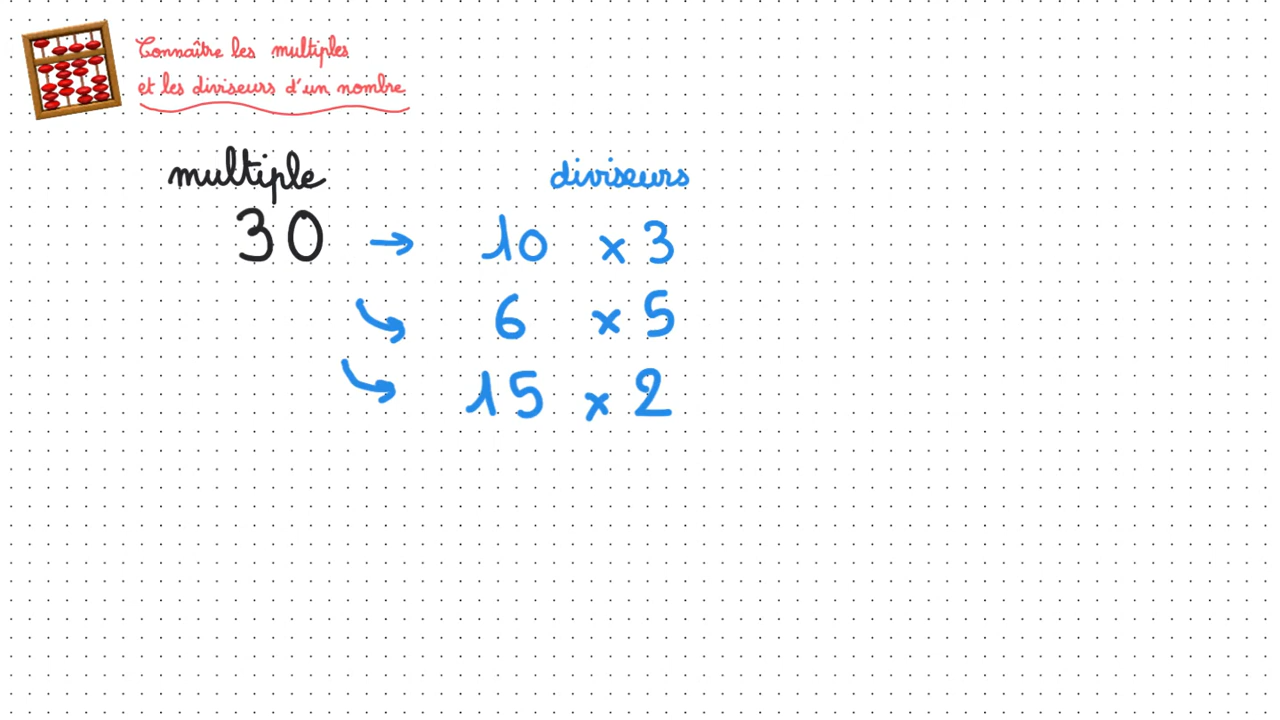 Connaître les multiples
et les diviseurs d'un nombre
multiple diviseurs
30 → 10 x 3
6 x 5
15 x 2